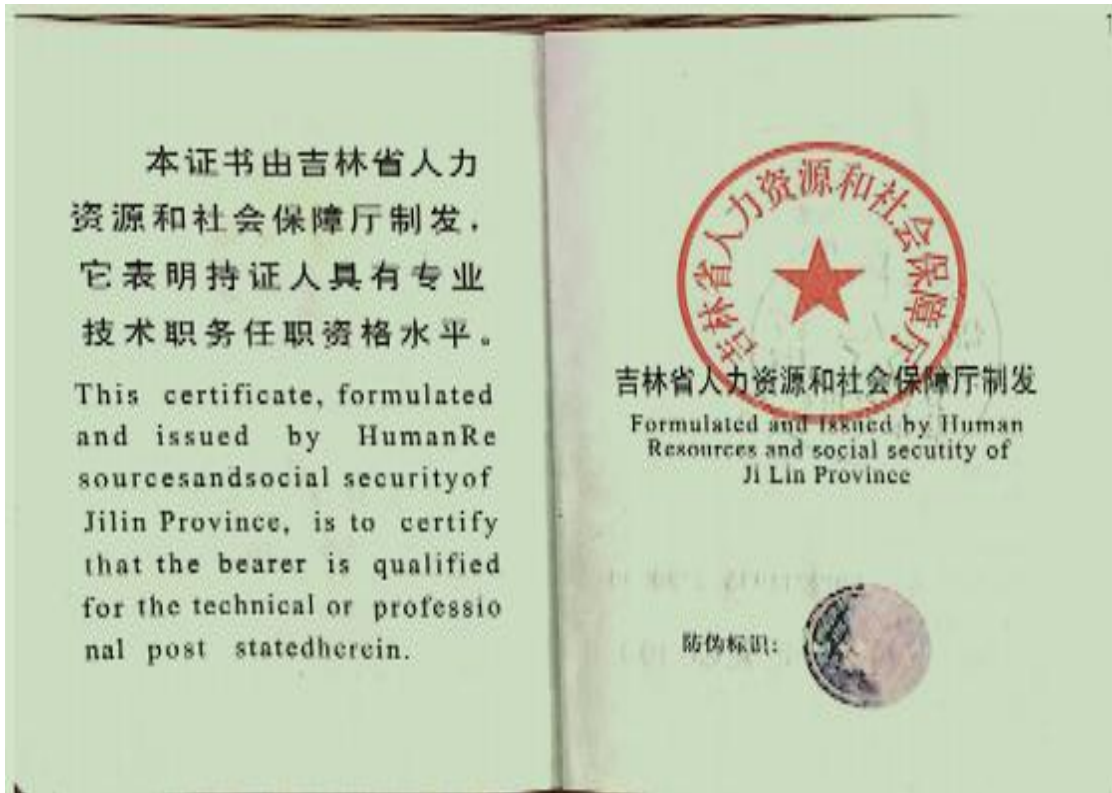 本证书由吉林省人力
资源和社会保障厅制发,
它表明持证人具有专业
技术职务任职资格水平。
This certificate, formulated
and issued by HumanRe
sourcesandsocial securityof
Jilin Province, is to certify
that the bearer is qualified
for the technical or professio
nal post statedherein.
吉林省人力资源和社会保障厅
吉林省人力资源和社会保障厅制发
Formulated and Issued by Human
Resources and social secutity of
Ji Lin Province
防伪标识: